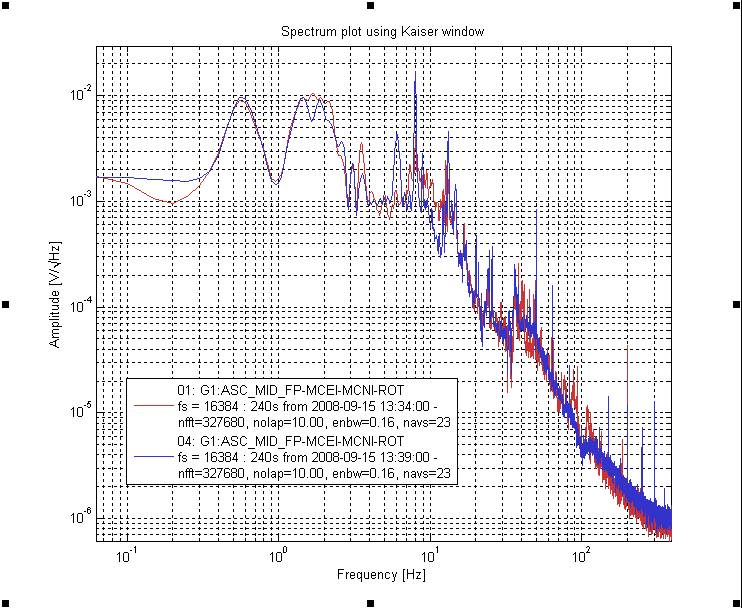 Spectrum plot using Kaiser window
Amplitude [V/√Hz]
10^-2
10^-3
10^-4
10^-5
10^-6
01: G1:ASC_MID_FP-MCEI-MCNI-ROT
fs = 16384 : 240s from 2008-09-15 13:34:00 -
nfft=327680, nolap=10.00, enbw=0.16, navs=23
04: G1:ASC_MID_FP-MCEI-MCNI-ROT
fs = 16384 : 240s from 2008-09-15 13:39:00 -
nfft=327680, nolap=10.00, enbw=0.16, navs=23
10^-1 10^0 10^1 10^2
Frequency [Hz]